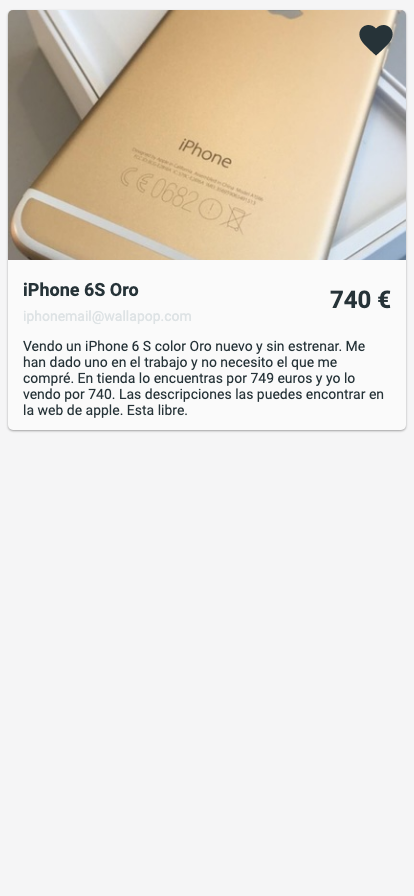 iPhone
0682
iPhone 6S Oro
740 €
iphonemail@wallapop.com
Vendo un iPhone 6 S color Oro nuevo y sin estrenar. Me
han dado uno en el trabajo y no necesito el que me
compré. En tienda lo encuentras por 749 euros y yo lo
vendo por 740. Las descripciones las puedes encontrar en
la web de apple. Esta libre.